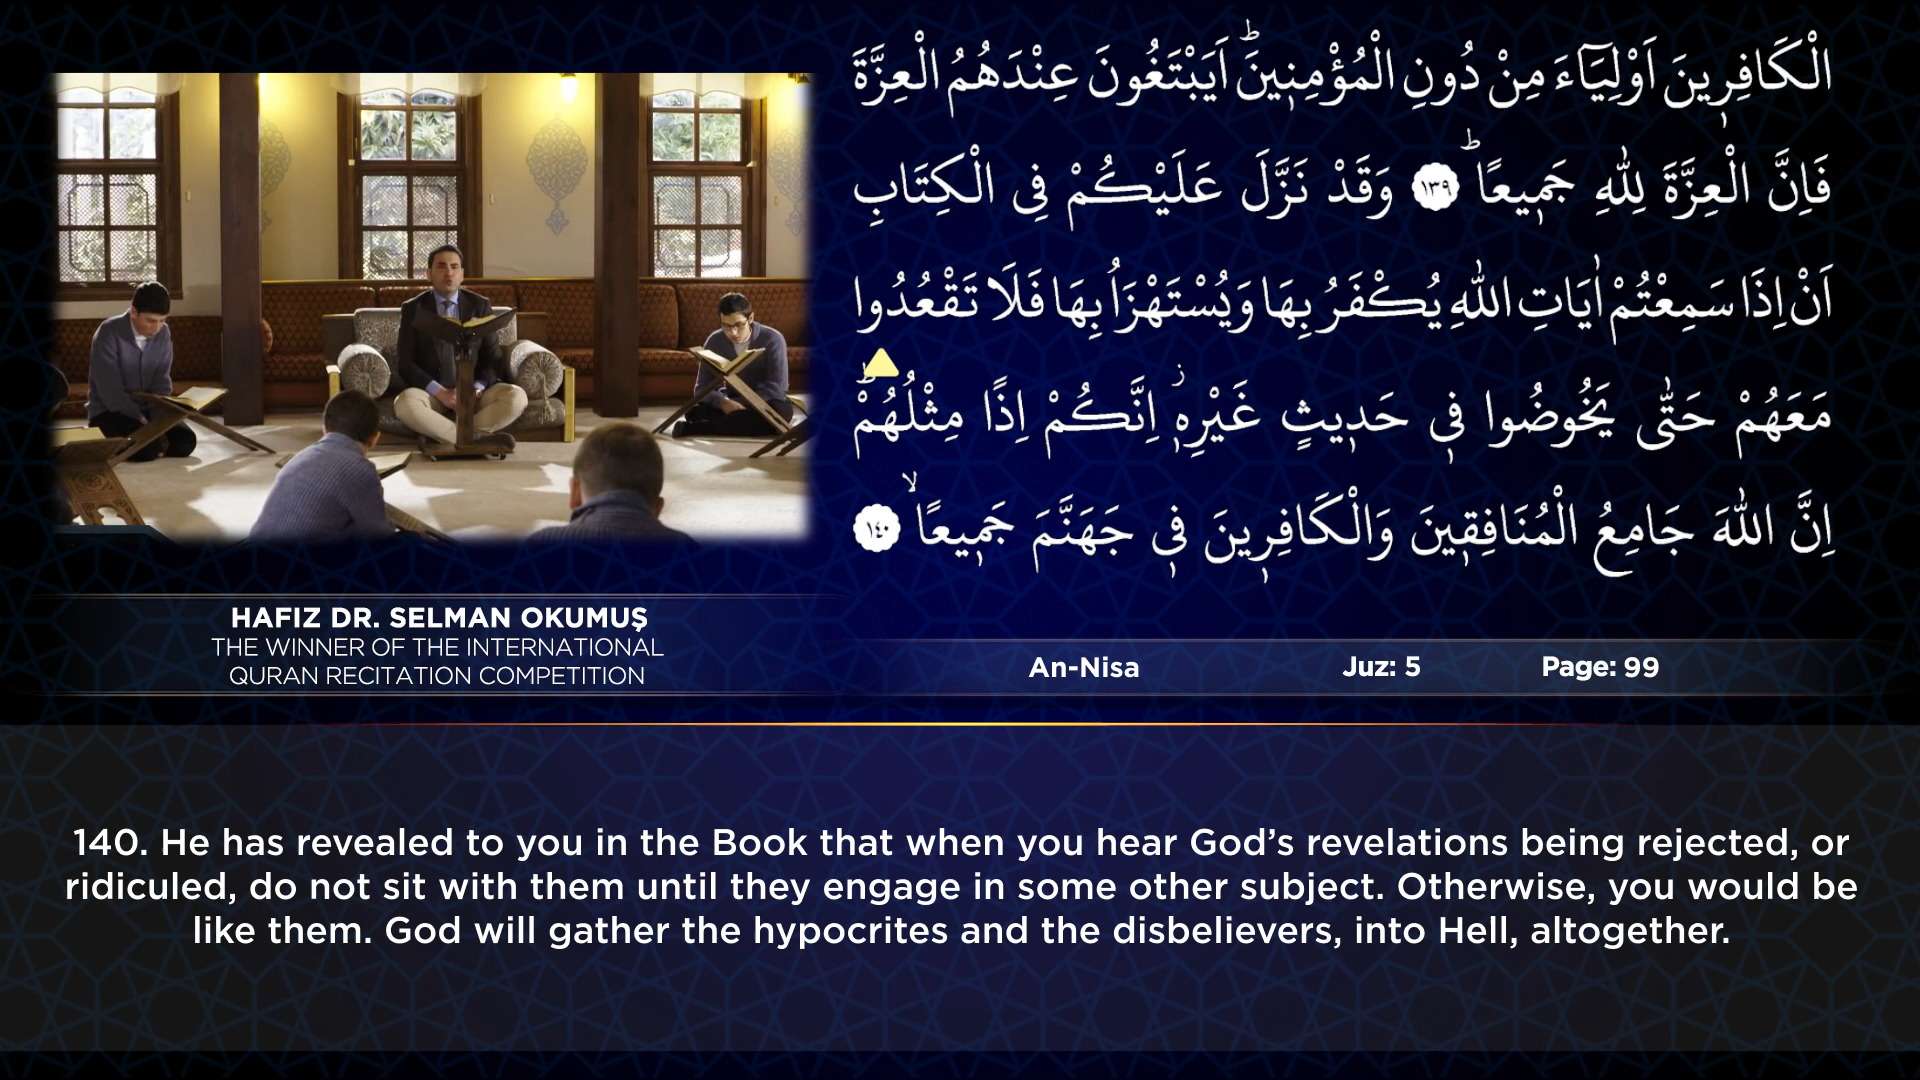 الْكَافِر۪ينَ اَوْلِيَٓاءَ مِنْ دُونِ الْمُؤْمِن۪ينَۜ اَيَبْتَغُونَ عِنْدَهُمُ الْعِزَّةَ
فَاِنَّ الْعِزَّةَ لِلّٰهِ جَم۪يعًاۜ ١٣٩ وَقَدْ نَزَّلَ عَلَيْكُمْ فِى الْكِتَابِ
اَنْ اِذَا سَمِعْتُمْ اٰيَاتِ اللّٰهِ يُكْفَرُ بِهَا وَيُسْتَهْزَاُ بِهَا فَلَا تَقْعُدُوا
مَعَهُمْ حَتّٰى يَخُوضُوا ف۪ى حَد۪يثٍ غَيْرِه۪ۘ اِنَّكُمْ اِذًا مِثْلُهُمْۜ
اِنَّ اللّٰهَ جَامِعُ الْمُنَافِق۪ينَ وَالْكَافِر۪ينَ ف۪ى جَهَنَّمَ جَم۪يعًاۙ ١٤٠
HAFIZ DR. SELMAN OKUMUŞ
THE WINNER OF THE INTERNATIONAL
QURAN RECITATION COMPETITION
An-Nisa Juz: 5 Page: 99
140. He has revealed to you in the Book that when you hear God’s revelations being rejected, or
ridiculed, do not sit with them until they engage in some other subject. Otherwise, you would be
like them. God will gather the hypocrites and the disbelievers, into Hell, altogether.